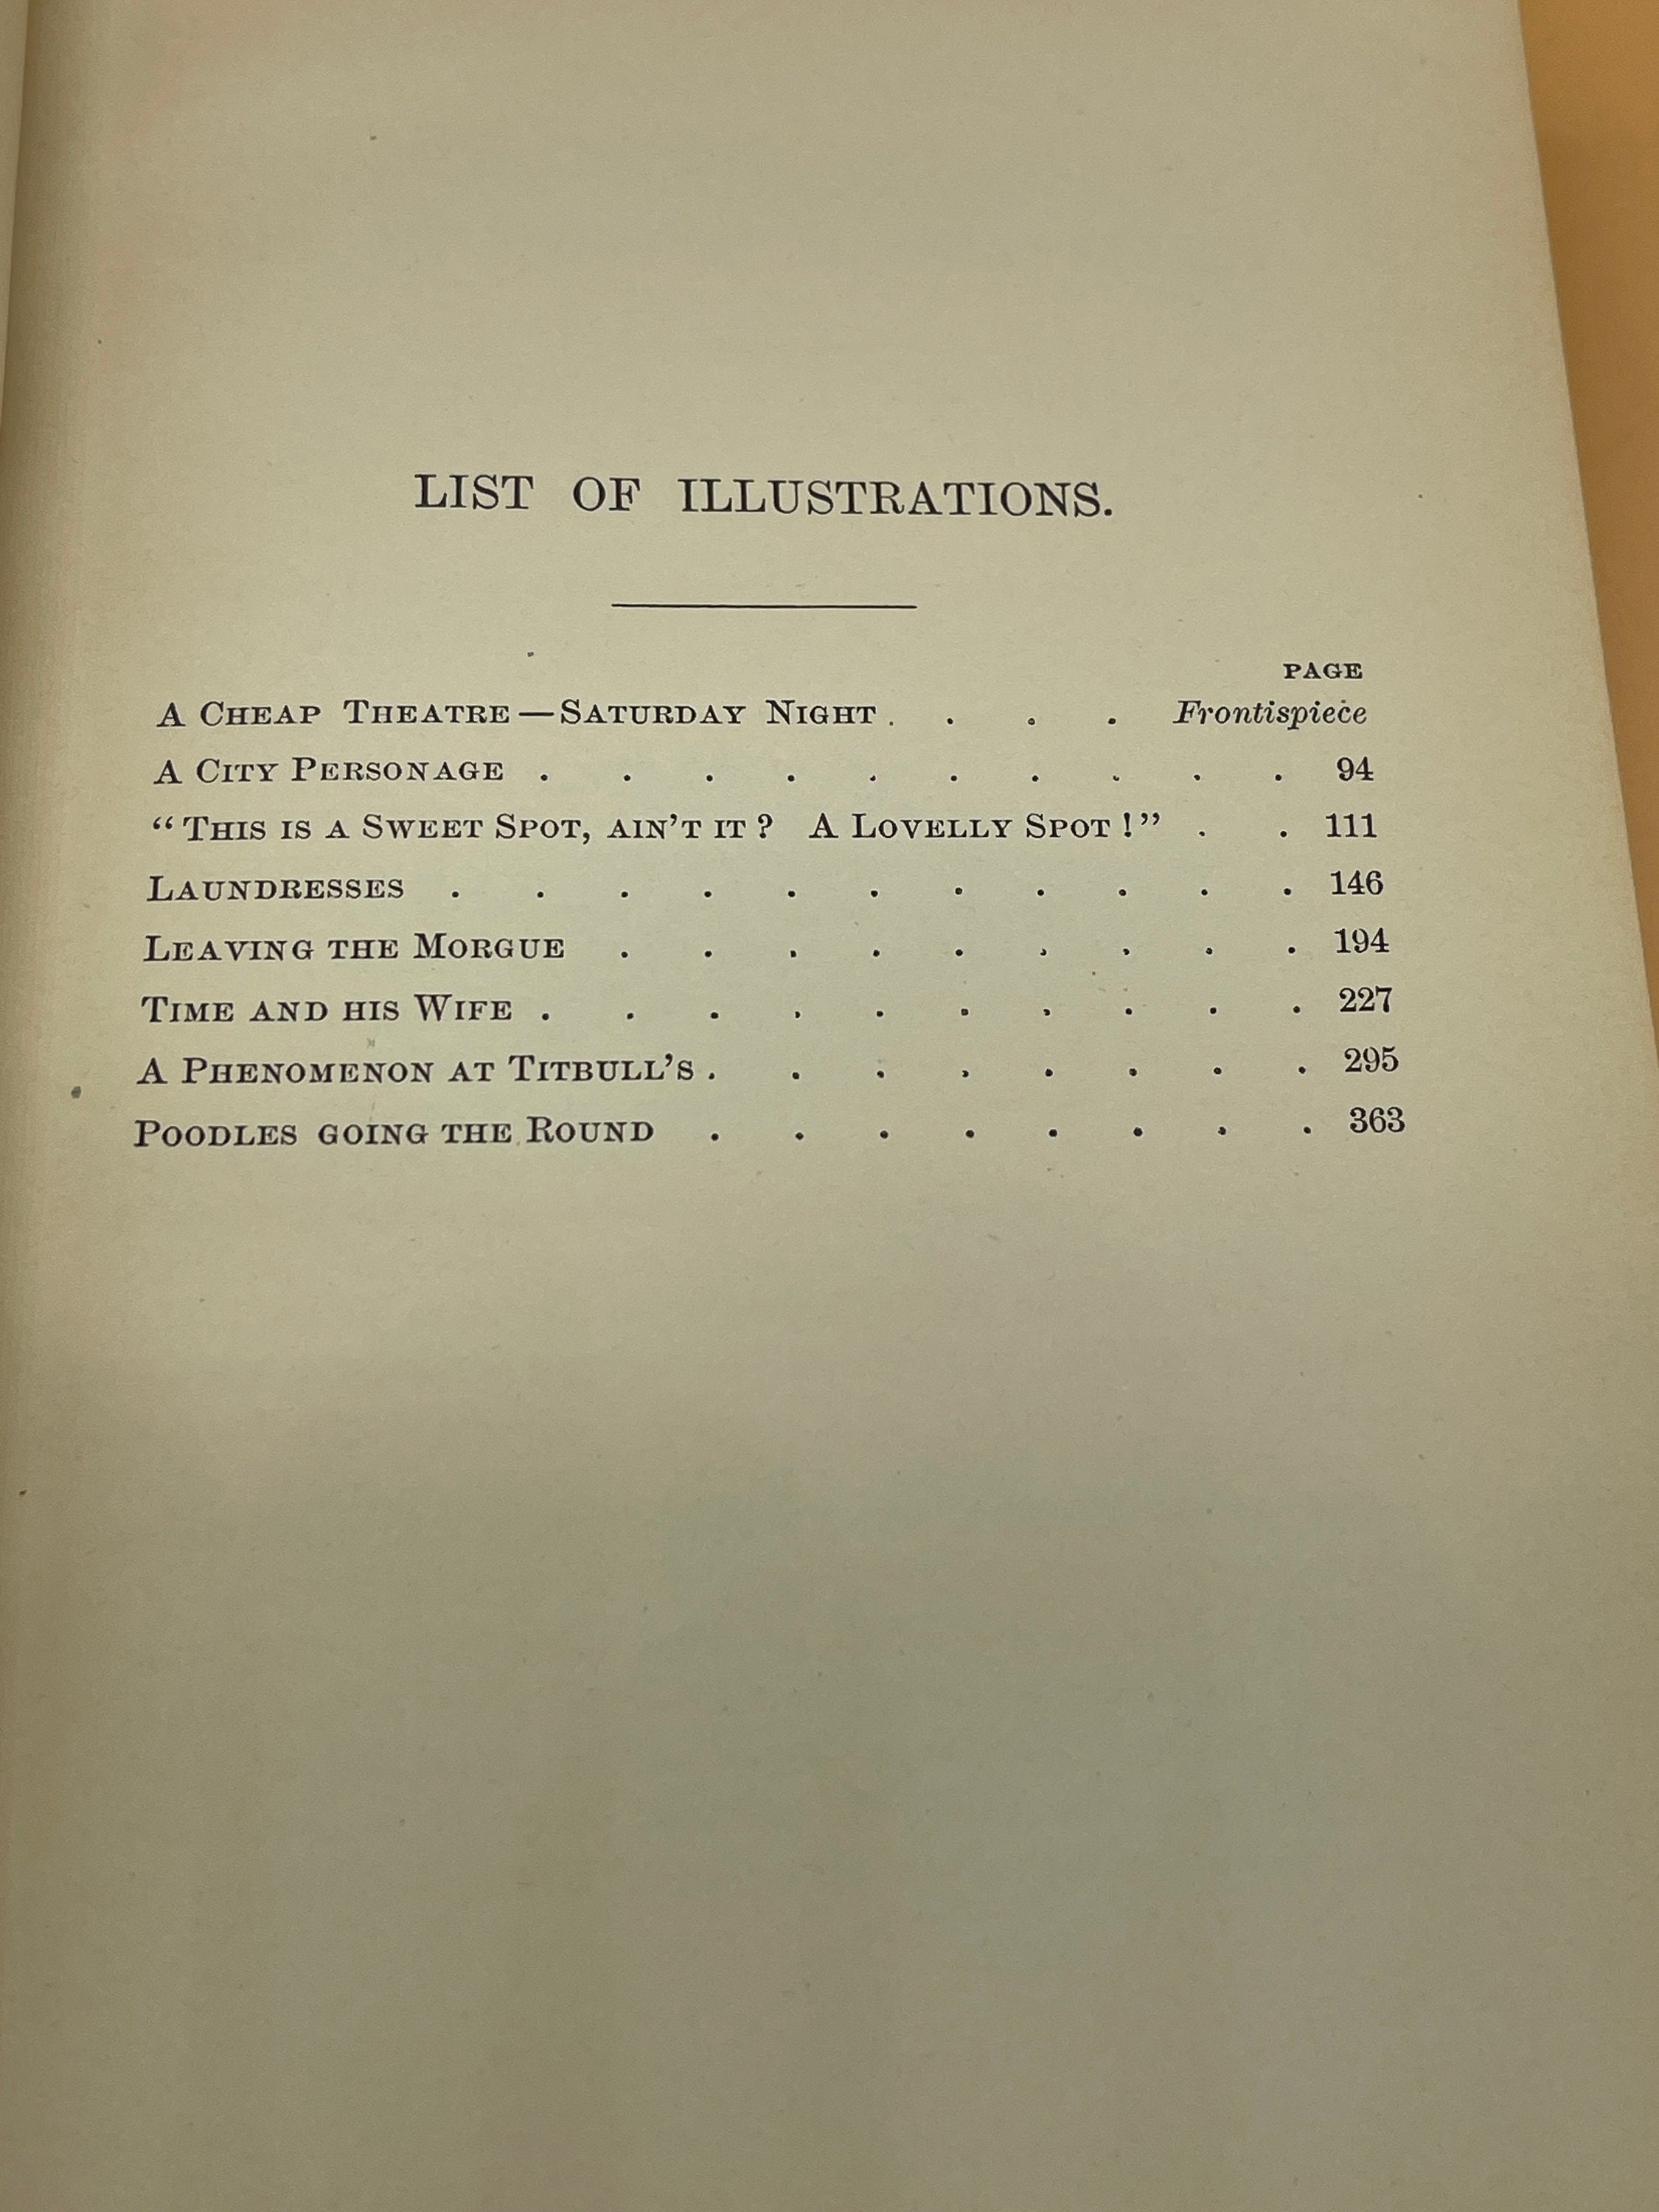 LIST OF ILLUSTRATIONS.
PAGE
A CHEAP THEATRE—SATURDAY NIGHT . . . . Frontispiece
A CITY PERSONAGE . . . . . . . . . . 94
“THIS IS A SWEET SPOT, AIN’T IT? A LOVELLY SPOT!” . . 111
LAUNDRESSES . . . . . . . . . . . 146
LEAVING THE MORGUE . . . . . . . . . 194
TIME AND HIS WIFE . . . . . . . . . . 227
A PHENOMENON AT TITBULL’S . . . . . . . . 295
POODLES GOING THE ROUND . . . . . . . . 363